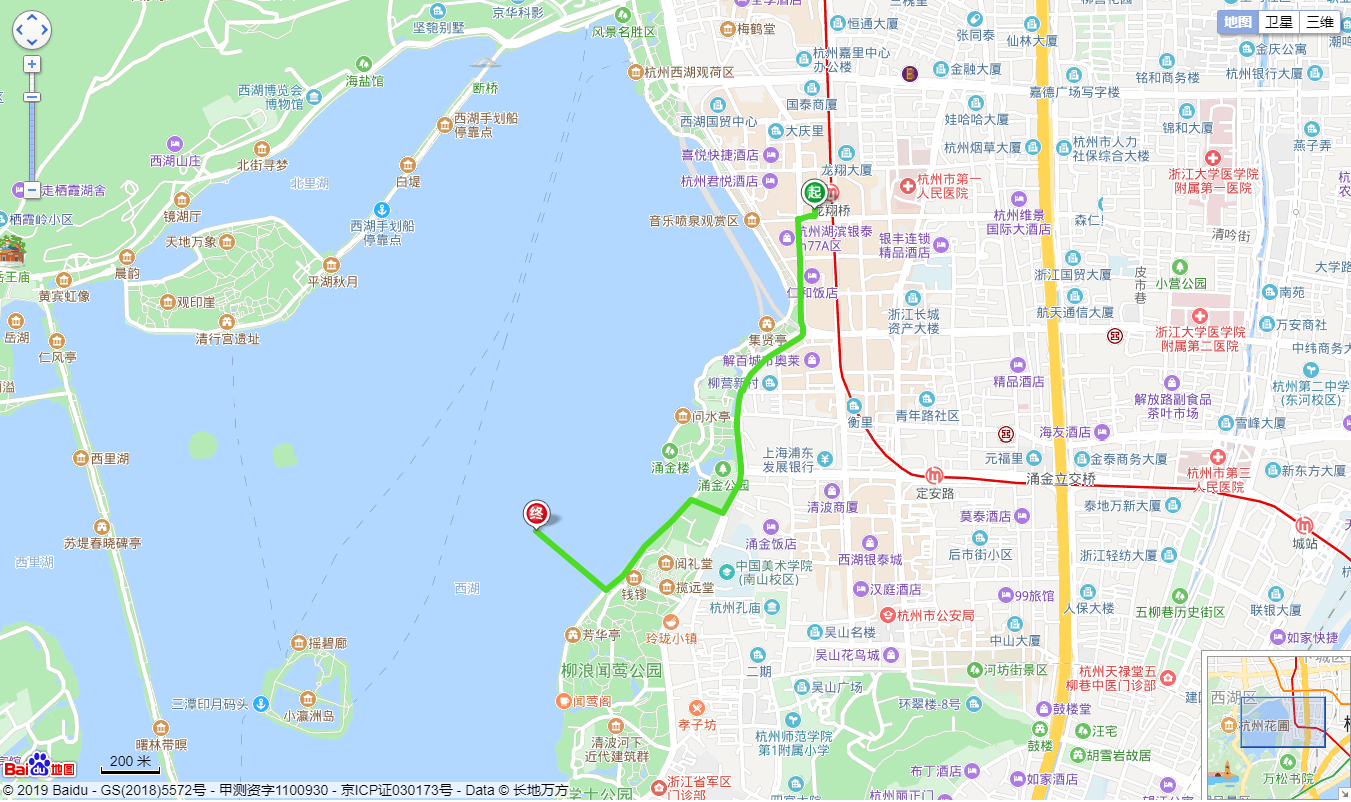 京华科影
坚匏别墅
风景名胜区
梅鹤堂
恒通大厦
张同泰
仙林大厦
地图 卫星 三维
金庆公寓
海盐馆
断桥
杭州西湖观荷区
杭州嘉里中心
办公楼
金融大厦
铭和商务楼
杭州银行大厦
西湖博览会
博物馆
国泰商厦
嘉德广场写字楼
西湖手划船
停靠点
西湖国贸中心
大庆里
娃哈哈大厦
锦和大厦
燕子弄
西湖山庄
北街寻梦
喜悦快捷酒店
龙翔大厦
杭州烟草大厦
杭州市人力
社保综合大楼
走栖霞湖舍
北里湖
白堤
杭州君悦酒店
起
杭州市第一
人民医院
浙江大学医学院
附属第一医院
栖霞岭小区
镜湖厅
西湖手划船
停靠点
音乐喷泉观赏区
龙翔桥
杭州维景
国际大酒店
森仁
清吟街
天地万象
杭州湖滨银泰
in77A区
银丰连锁
精品酒店
岳王庙
晨韵
平湖秋月
浙江国贸大厦
皮市巷
小营公园
大学路
黄宾虹像
观印崖
仁和饭店
浙江长城
资产大楼
航天通信大厦
南苑
岳湖
清行宫遗址
集贤亭
浙江大学医学院
附属第二医院
万安商社
仁风亭
解百城市奥莱
中纬商务大
柳营新村
精品酒店
解放路副食品
茶叶市场
杭州第二中学
(东河校区)
问水亭
衡里
青年路社区
雪峰大厦
西里湖
涌金楼
涌金公园
上海浦东
发展银行
海友酒店
元福里
金泰商务大厦
杭州市第三
人民医院
新东方大厦
定安路
涌金立交桥
终
清波商厦
莫泰酒店
泰地万新大厦
苏堤春晓碑亭
涌金饭店
城站
西里湖
西湖
阅礼堂
中国美术学院
(南山校区)
西湖银泰城
后市街小区
浙江轻纺大厦
钱镠
揽远堂
汉庭酒店
99旅馆
人保大楼
五柳巷历史街区
联银大厦
杭州孔庙
杭州市公安局
摇碧廊
芳华亭
玲珑小镇
吴山名楼
中山大厦
如家快捷
柳浪闻莺公园
二期
吴山花鸟城
河坊街景区
杭州天禄堂五
柳巷中医门诊部
三潭印月码头
小瀛洲岛
闻莺阁
孝子坊
吴山广场
环翠楼-8号
鼓楼堂
西湖区
杭州花圃
曙林带暝
清波河下
近代建筑群
杭州师范学院
第1附属小学
鼓楼
汪宅
胡雪岩故居
Bai du 地图
200 米
浙江省军区
门诊部
布丁酒店
如家酒店
万松书院
© 2019 Baidu - GS(2018)5572号 - 甲测资字1100930 - 京ICP证030173号 - Data © 长地万方
学士公园
杭州丽正门